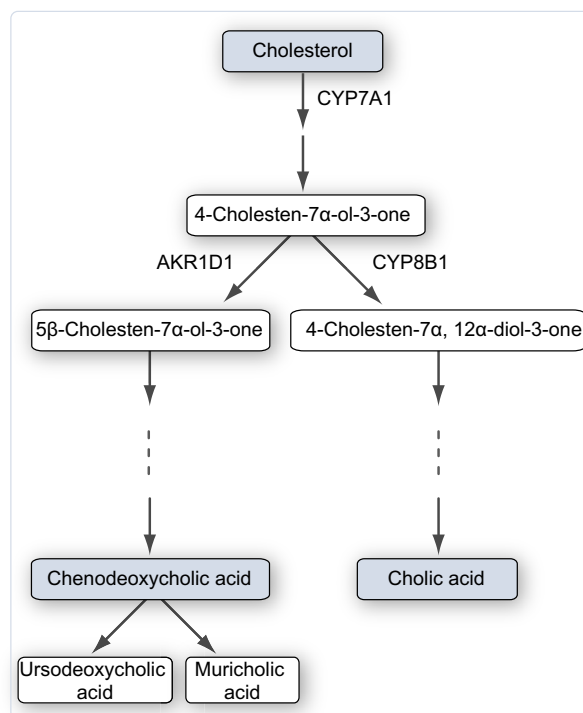 Cholesterol
CYP7A1
4-Cholesten-7α-ol-3-one
AKR1D1
CYP8B1
5β-Cholesten-7α-ol-3-one
4-Cholesten-7α, 12α-diol-3-one
Chenodeoxycholic acid
Cholic acid
Ursodeoxycholic
acid
Muricholic
acid